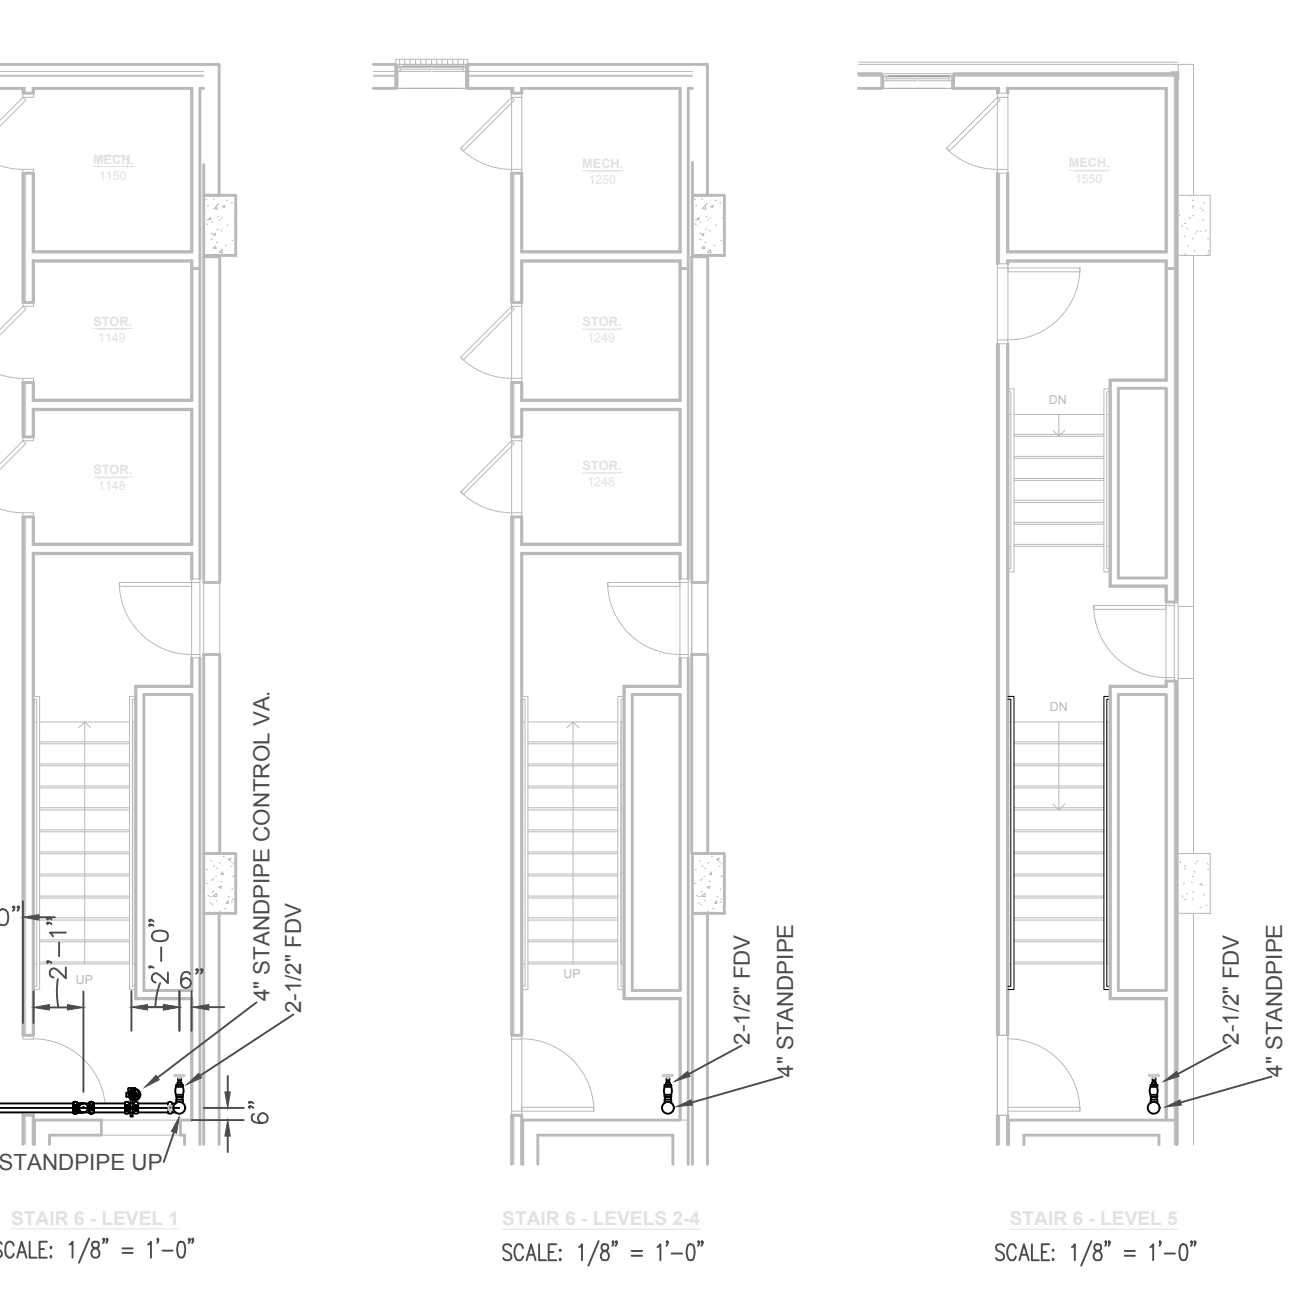 MECH.
1150
STOR.
1149
STOR.
1148
UP
0"
2'-1"
2'-0"
6"
4" STANDPIPE CONTROL VA.
2-1/2" FDV
6"
STANDPIPE UP
STAIR 6 - LEVEL 1
SCALE: 1/8" = 1'-0"
MECH.
1250
STOR.
1249
STOR.
1248
UP
2-1/2" FDV
4" STANDPIPE
STAIR 6 - LEVELS 2-4
SCALE: 1/8" = 1'-0"
MECH.
1550
DN
DN
2-1/2" FDV
4" STANDPIPE
STAIR 6 - LEVEL 5
SCALE: 1/8" = 1'-0"